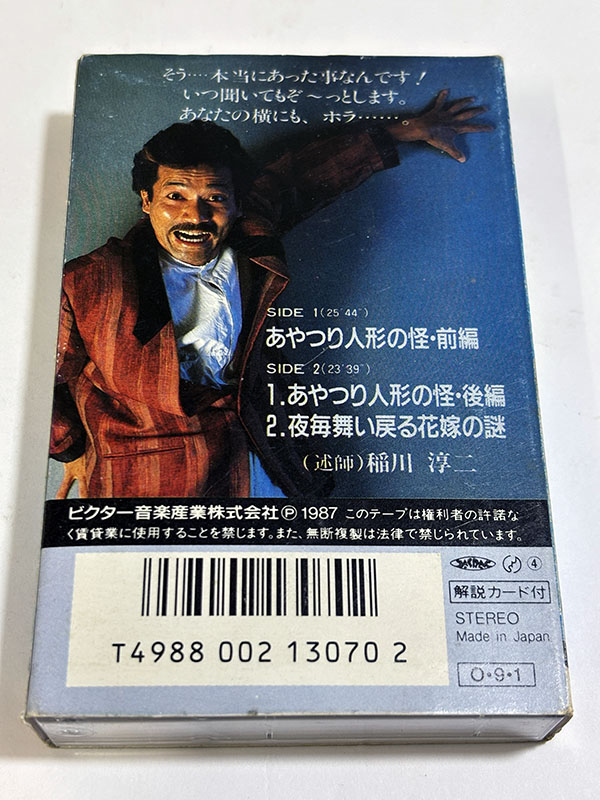 そう……本当にあった事なんです！
いつ聞いてもぞ〜っとします。
あなたの横にも、ホラ……。
SIDE 1(25'44")
あやつり人形の怪・前編
SIDE 2(23'39")
1.あやつり人形の怪・後編
2.夜毎舞い戻る花嫁の謎
(述師)稲川 淳二
ビクター音楽産業株式会社Ⓟ1987 このテープは権利者の許諾な
く賃貸業に使用することを禁じます。また、無断複製は法律で禁じられています。
④
解説カード付
STEREO
Made in Japan
T4988 002 13070 2
O・9・1